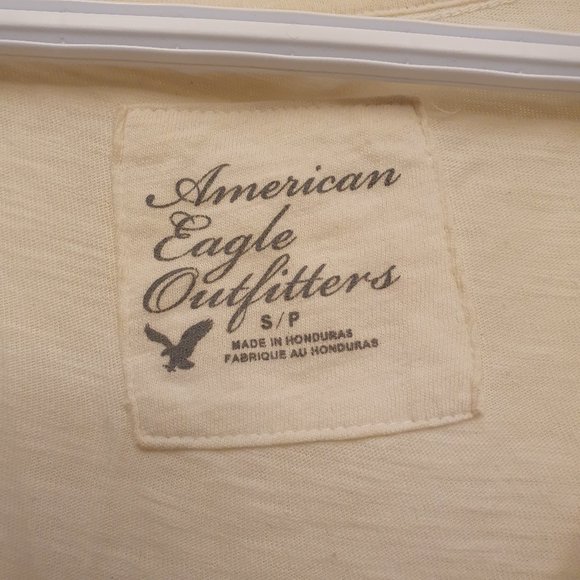 American
Eagle
Outfitters
S/P
MADE IN HONDURAS
FABRIQUE AU HONDURAS